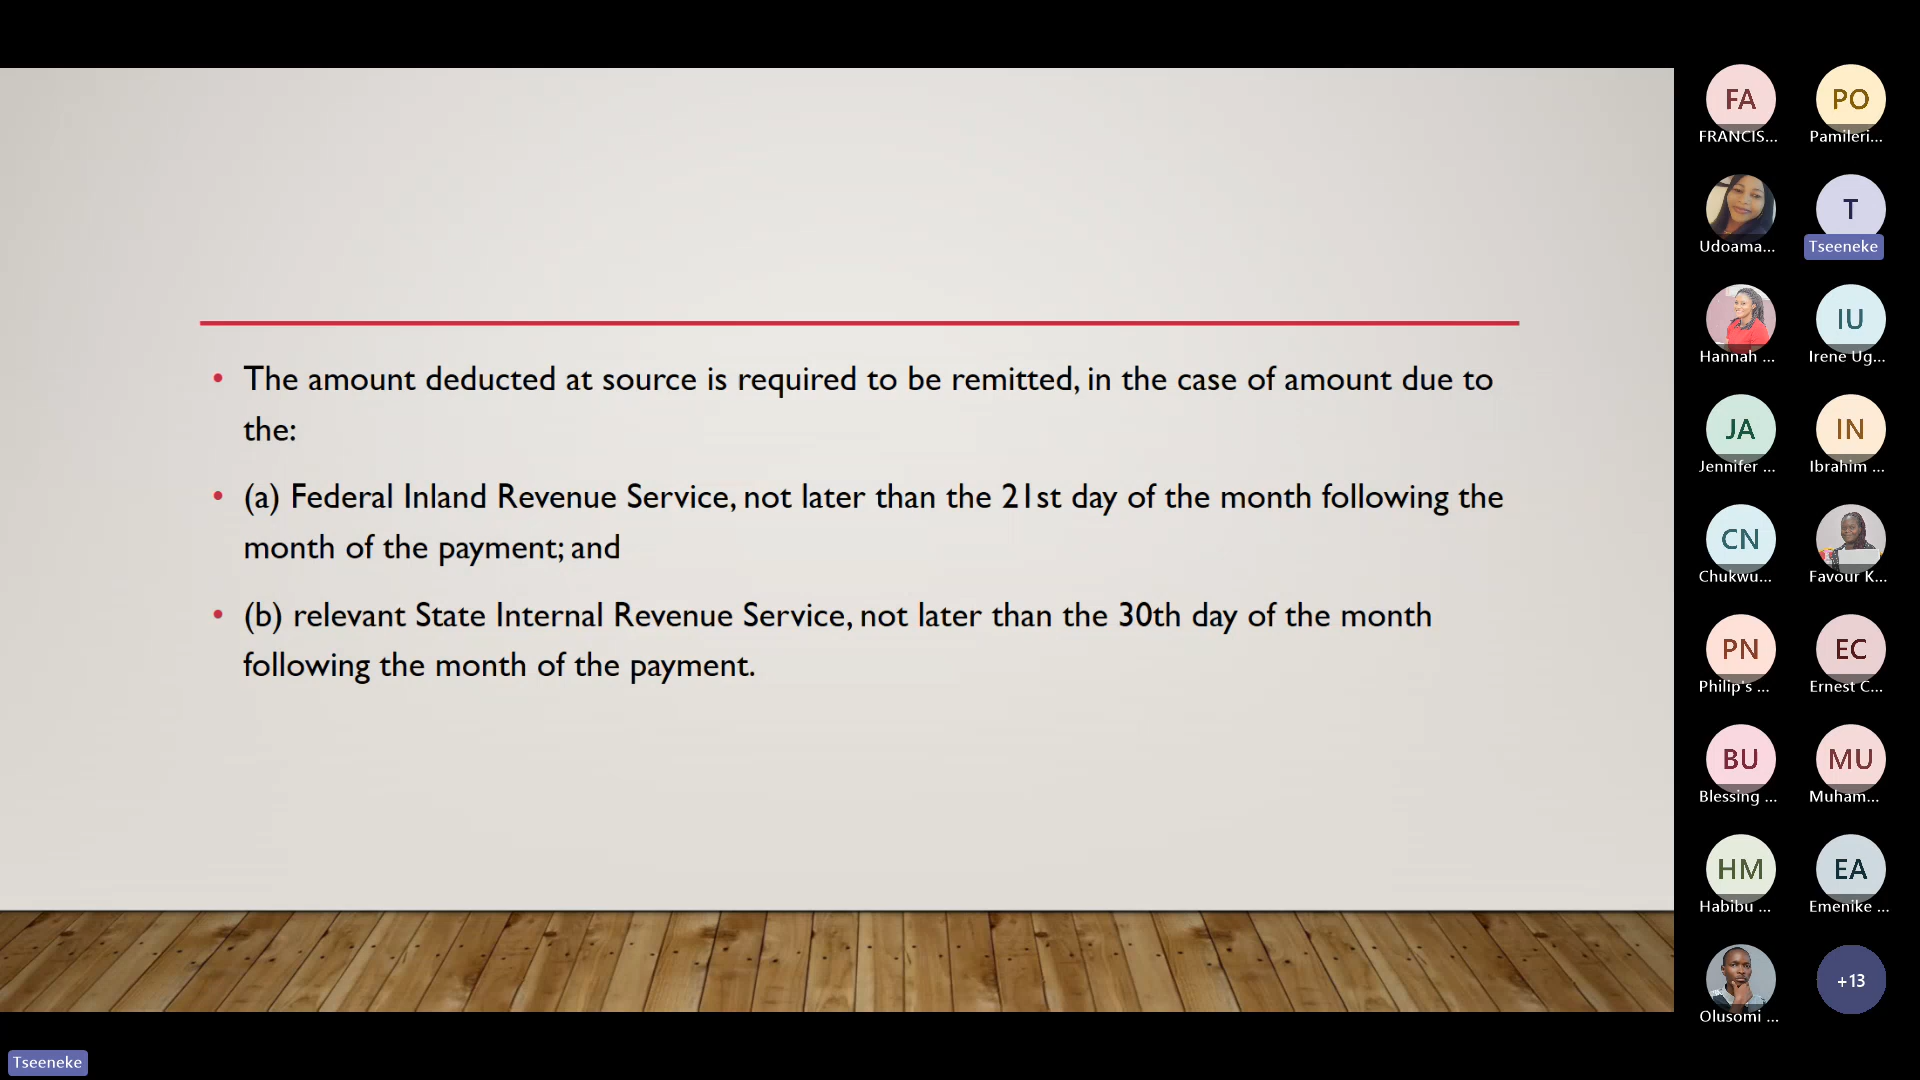 • The amount deducted at source is required to be remitted, in the case of amount due to
the:
• (a) Federal Inland Revenue Service, not later than the 21st day of the month following the
month of the payment; and
• (b) relevant State Internal Revenue Service, not later than the 30th day of the month
following the month of the payment.
FA PO
FRANCIS... Pamileri...
T
Udoama... Tseeneke
IU
Hannah ... Irene Ug...
JA IN
Jennifer ... Ibrahim ...
CN
Chukwu... Favour K...
PN EC
Philip's ... Ernest C...
BU MU
Blessing ... Muham...
HM EA
Habibu ... Emenike ...
+13
Olusomi ...
Tseeneke